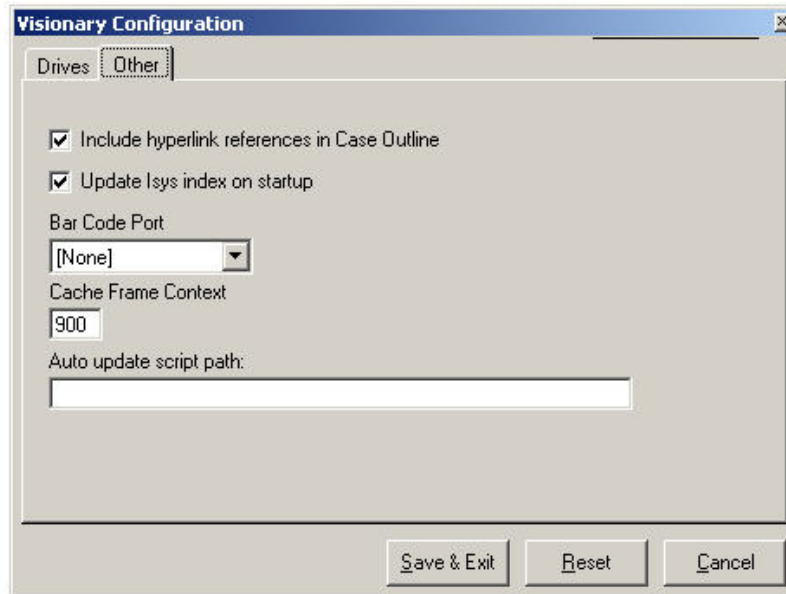 Visionary Configuration
Drives Other
Include hyperlink references in Case Outline
Update Isys index on startup
Bar Code Port
[None]
Cache Frame Context
900
Auto update script path:
Save & Exit Reset Cancel